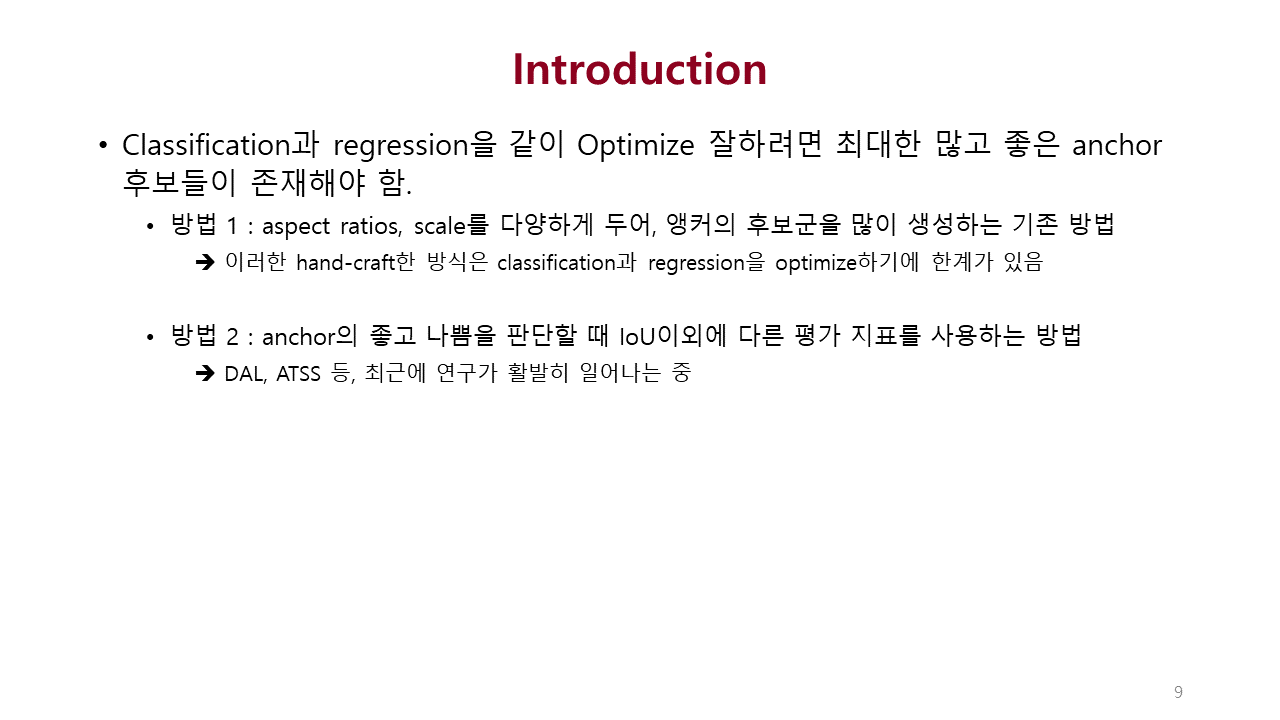 Introduction
• Classification과 regression을 같이 Optimize 잘하려면 최대한 많고 좋은 anchor
후보들이 존재해야 함.
• 방법 1 : aspect ratios, scale를 다양하게 두어, 앵커의 후보군을 많이 생성하는 기존 방법
➔ 이러한 hand-craft한 방식은 classification과 regression을 optimize하기에 한계가 있음
• 방법 2 : anchor의 좋고 나쁨을 판단할 때 IoU이외에 다른 평가 지표를 사용하는 방법
➔ DAL, ATSS 등, 최근에 연구가 활발히 일어나는 중
9